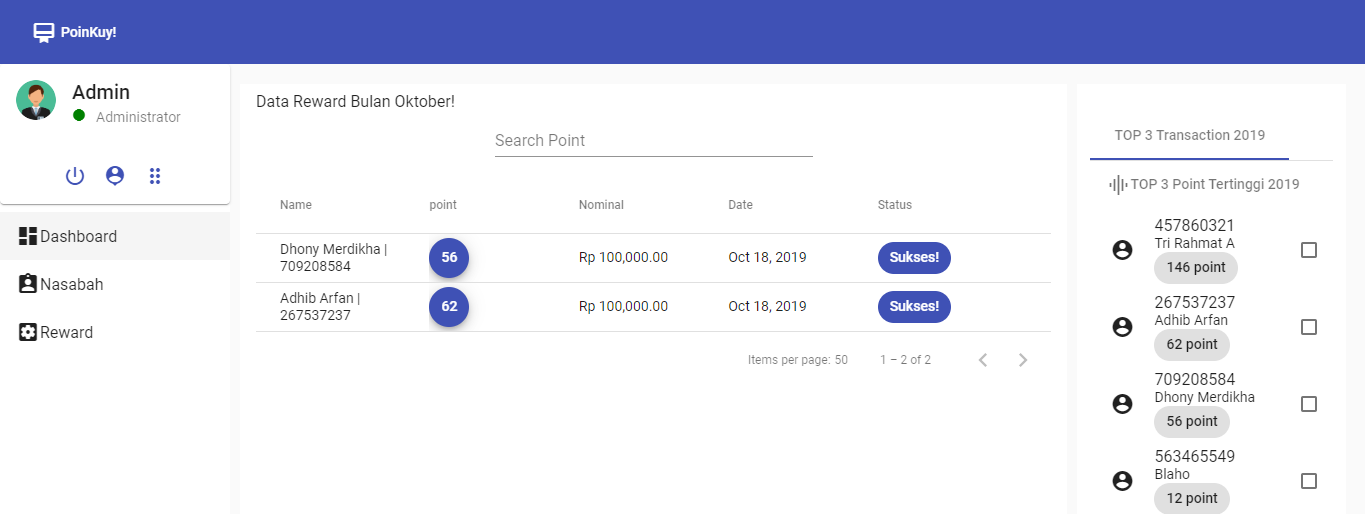 PoinKuy!
Admin
Administrator
Dashboard
Nasabah
Reward
Data Reward Bulan Oktober!
Search Point
Name point Nominal Date Status
Dhony Merdikha |
709208584 56 Rp 100,000.00 Oct 18, 2019 Sukses!
Adhib Arfan |
267537237 62 Rp 100,000.00 Oct 18, 2019 Sukses!
Items per page: 50 1 – 2 of 2
TOP 3 Transaction 2019
TOP 3 Point Tertinggi 2019
457860321
Tri Rahmat A
146 point
267537237
Adhib Arfan
62 point
709208584
Dhony Merdikha
56 point
563465549
Blaho
12 point